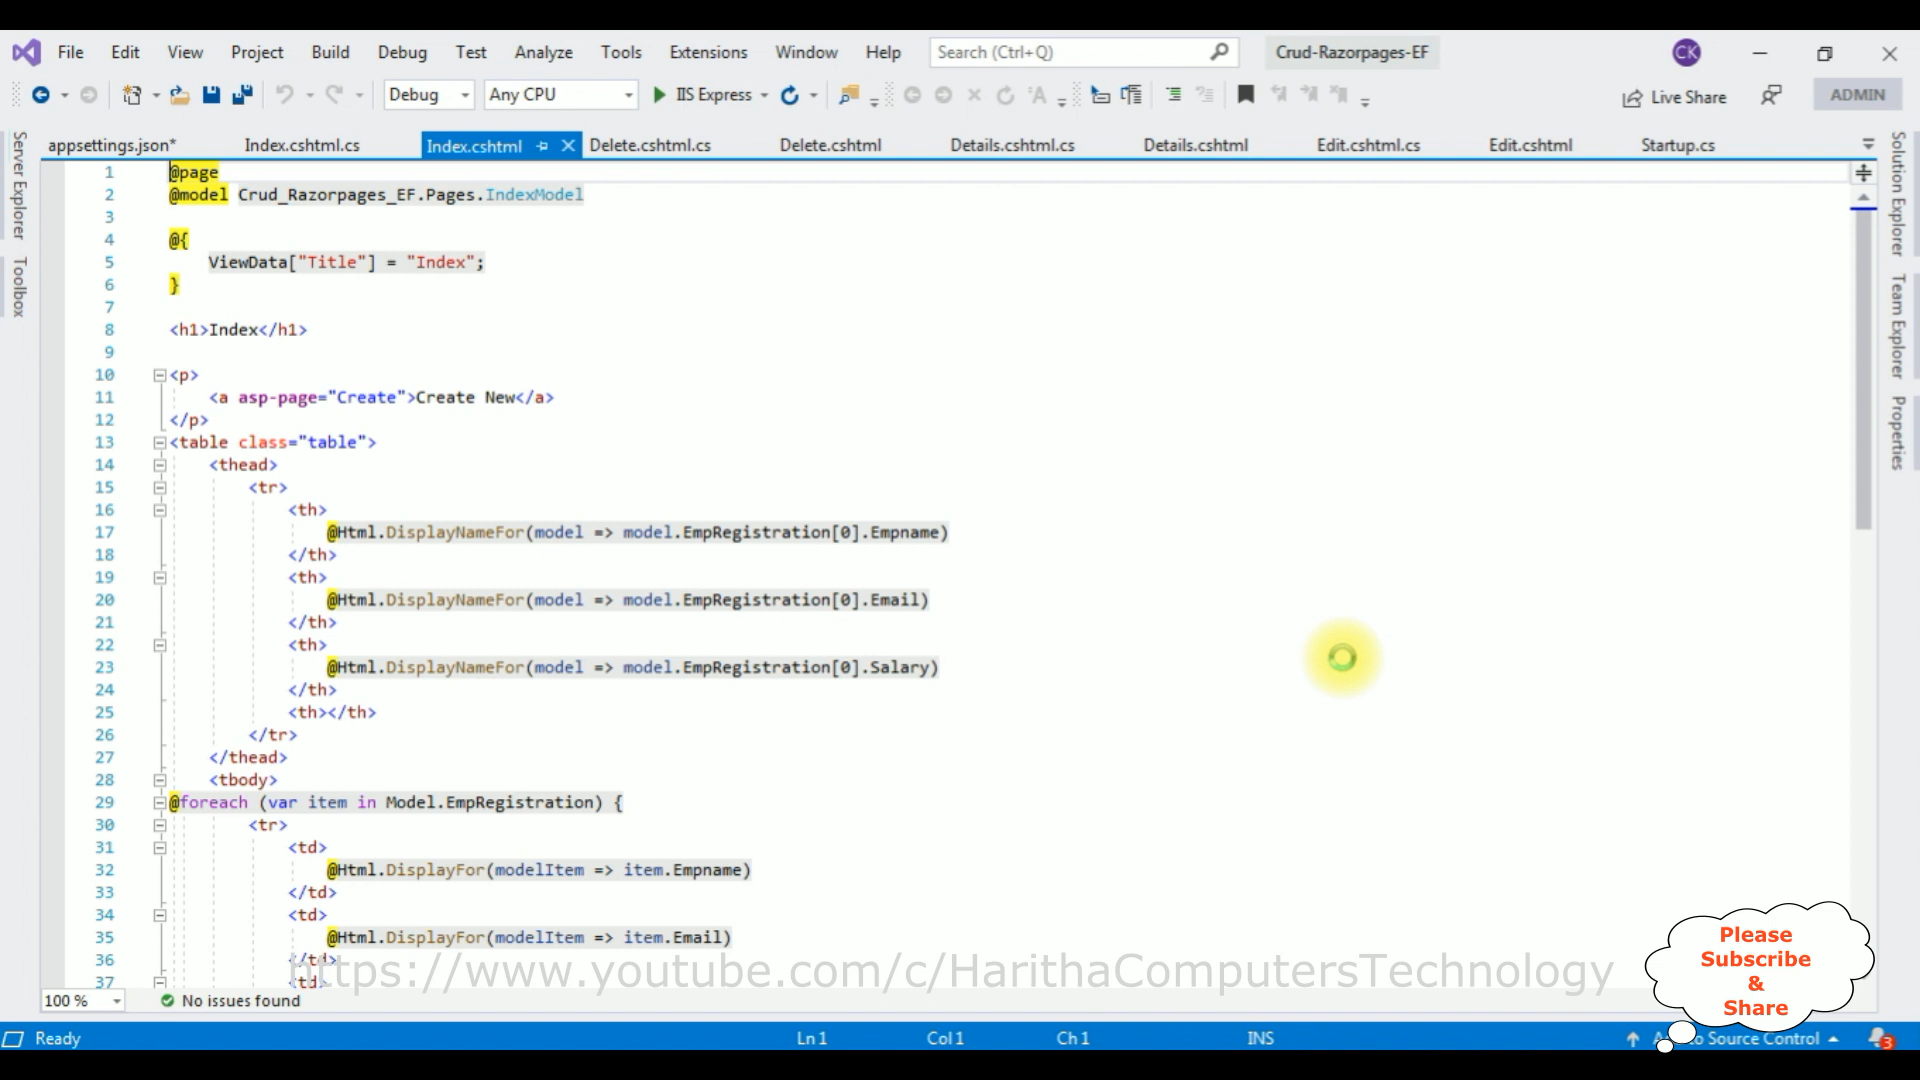 File Edit View Project Build Debug Test Analyze Tools Extensions Window Help Search (Ctrl+Q) Crud-Razorpages-EF CK
Debug Any CPU IIS Express Live Share ADMIN
appsettings.json* Index.cshtml.cs Index.cshtml Delete.cshtml.cs Delete.cshtml Details.cshtml.cs Details.cshtml Edit.cshtml.cs Edit.cshtml Startup.cs
Server Explorer
Toolbox
1 @page
2 @model Crud_Razorpages_EF.Pages.IndexModel
3
4 @{
5 ViewData["Title"] = "Index";
6 }
7
8 <h1>Index</h1>
9
10 <p>
11 <a asp-page="Create">Create New</a>
12 </p>
13 <table class="table">
14 <thead>
15 <tr>
16 <th>
17 @Html.DisplayNameFor(model => model.EmpRegistration[0].Empname)
18 </th>
19 <th>
20 @Html.DisplayNameFor(model => model.EmpRegistration[0].Email)
21 </th>
22 <th>
23 @Html.DisplayNameFor(model => model.EmpRegistration[0].Salary)
24 </th>
25 <th></th>
26 </tr>
27 </thead>
28 <tbody>
29 @foreach (var item in Model.EmpRegistration) {
30 <tr>
31 <td>
32 @Html.DisplayFor(modelItem => item.Empname)
33 </td>
34 <td>
35 @Html.DisplayFor(modelItem => item.Email)
36 </td>
37 <td>
Solution Explorer
Team Explorer
Properties
https://www.youtube.com/c/HarithaComputersTechnology
Please
Subscribe
&
Share
100 % No issues found
Ready Ln 1 Col 1 Ch 1 INS to Source Control 3